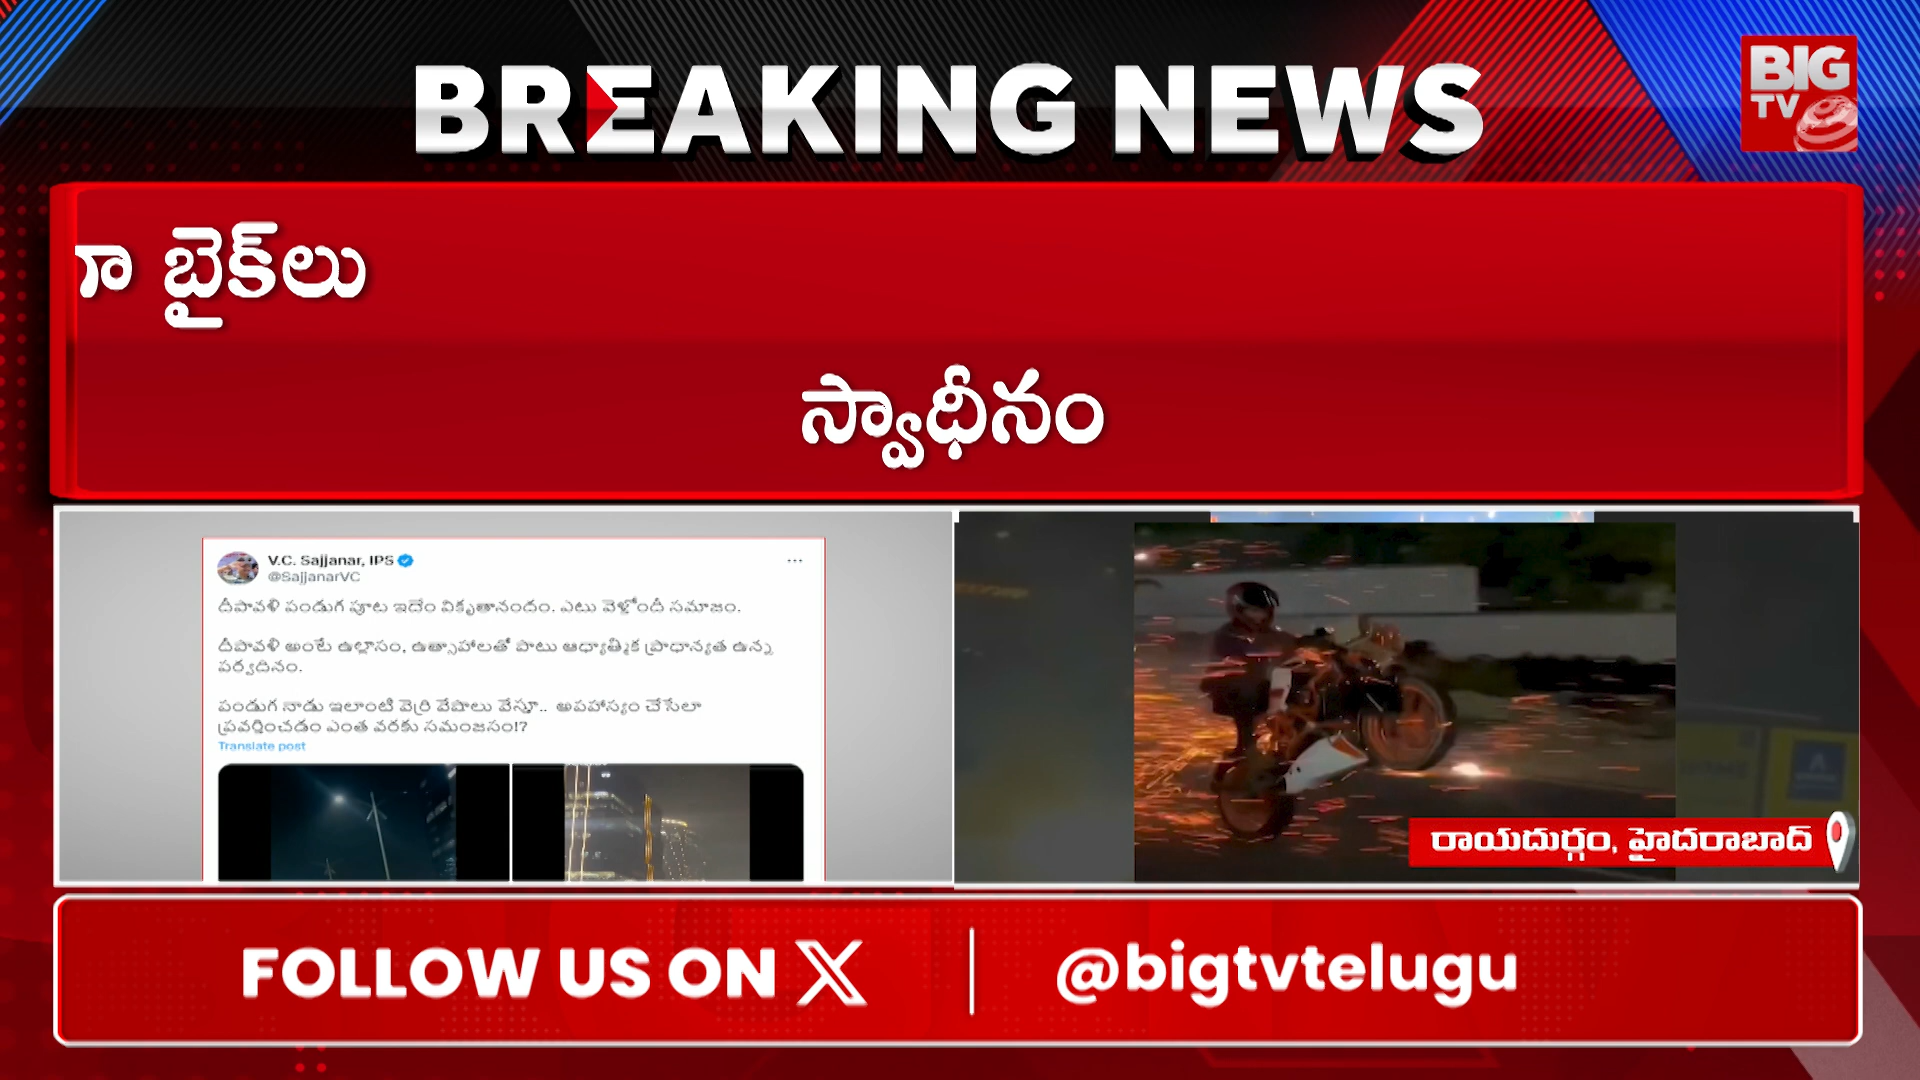 BREAKING NEWS
BIG
TV
బైక్‌లు
స్వాధీనం
V.C. Sajjanar, IPS
@SajjanarVC
దీపావళి పండుగ పూట ఇదేం వికృతానందం. ఎటు వెళ్తోందీ సమాజం.
దీపావళి అంటే ఉల్లాసం, ఉత్సాహాలతో పాటు ఆధ్యాత్మిక ప్రాధాన్యత ఉన్న
పర్వదినం.
పండుగ నాడు ఇలాంటి వెర్రి వేషాలు వేస్తూ.. అపహాస్యం చేసేలా
ప్రవర్తించడం ఎంత వరకు సమంజసం!?
Translate post
రాయదుర్గం, హైదరాబాద్
FOLLOW US ON X
@bigtvtelugu